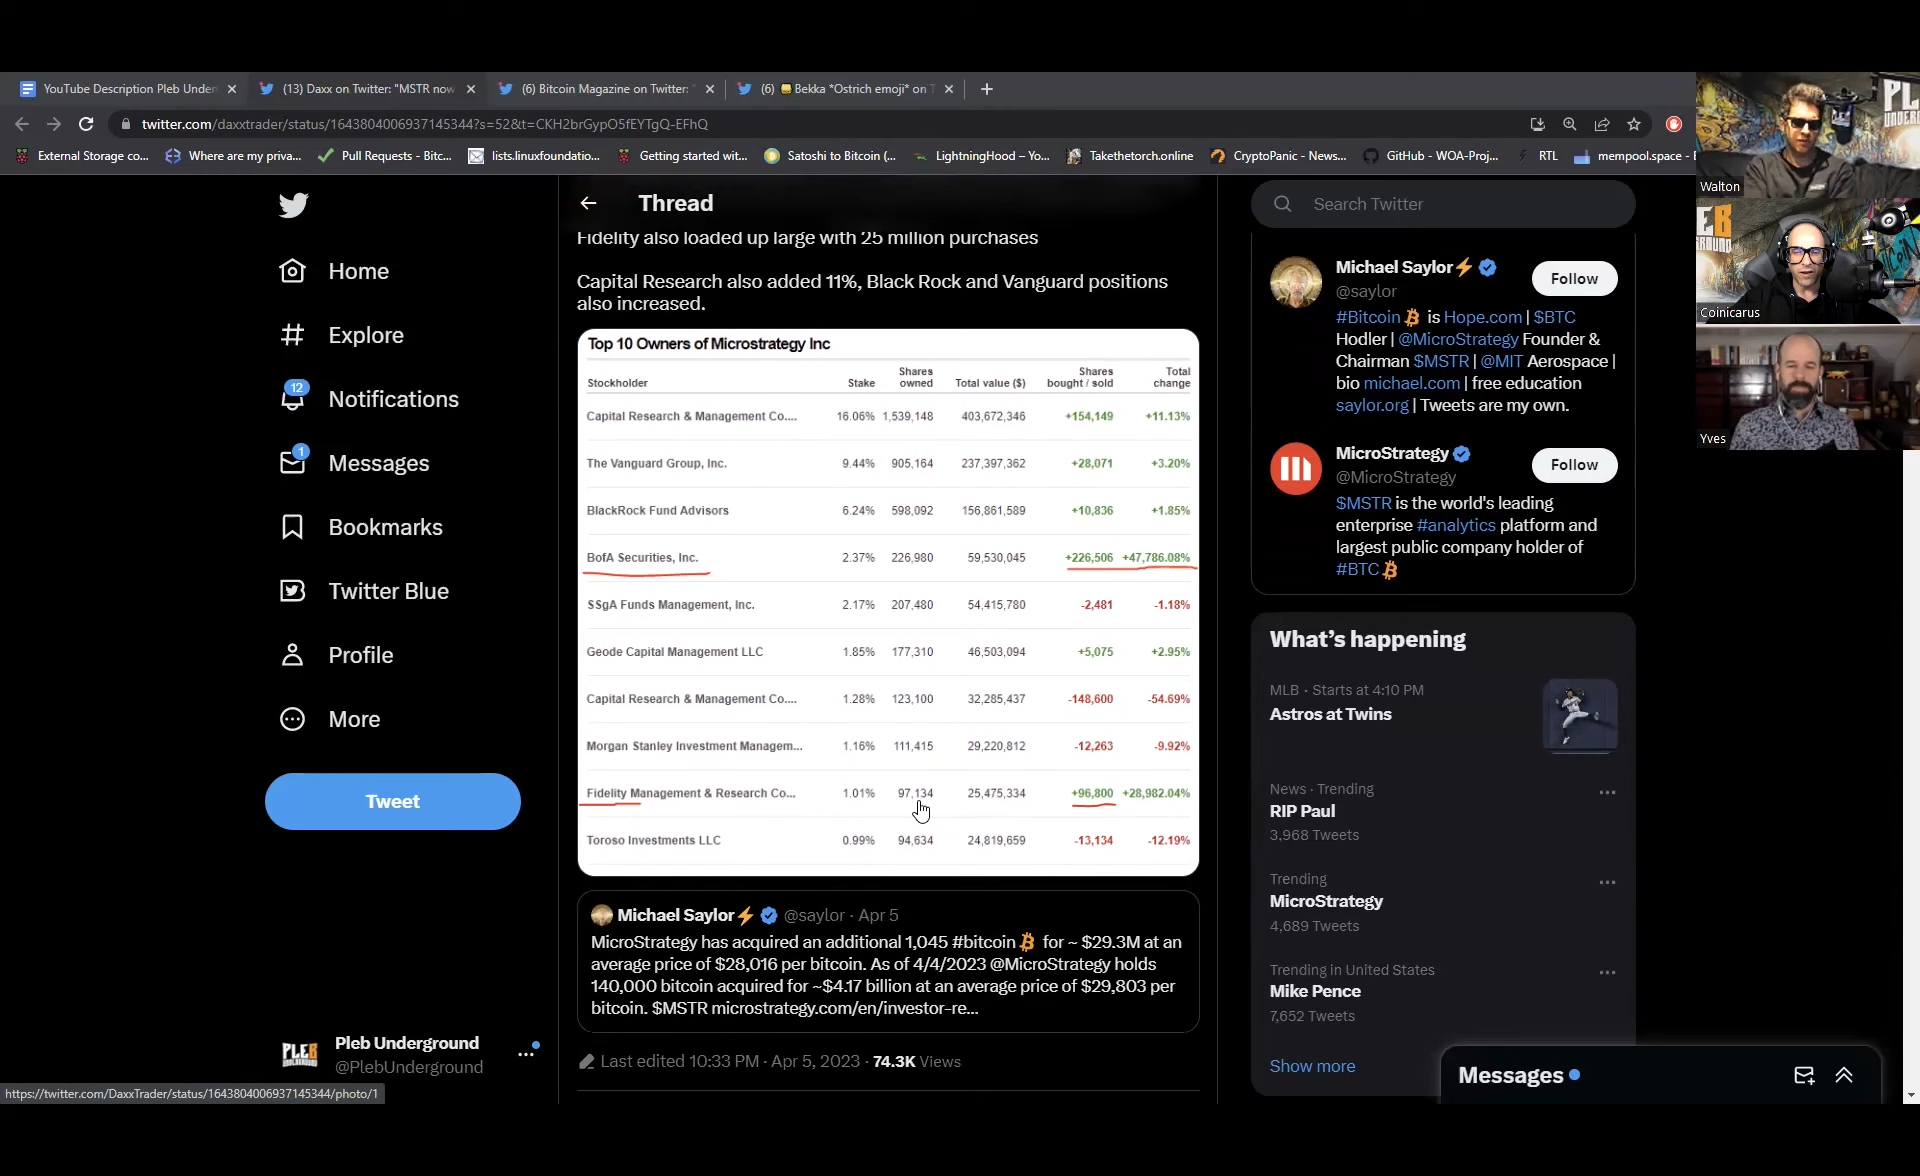 YouTube Description Pleb Under
(13) Daxx on Twitter: "MSTR now
(6) Bitcoin Magazine on Twitter: "
(6) Bekka *Ostrich emoji* on T
twitter.com/daxxtrader/status/1643804006937145344?s=52&t=CKH2brGypO5fEYTgQ-EFhQ
External Storage co...
Where are my priva...
Pull Requests - Bitc...
lists.linuxfoundatio...
Getting started wit...
Satoshi to Bitcoin (...
LightningHood – Yo...
Takethetorch.online
CryptoPanic - News...
GitHub - WOA-Proj...
RTL
mempool.space -
Home
Explore
12
Notifications
1
Messages
Bookmarks
Twitter Blue
Profile
More
Tweet
Pleb Underground
@PlebUnderground
https://twitter.com/DaxxTrader/status/1643804006937145344/photo/1
Thread
Fidelity also loaded up large with 25 million purchases
Capital Research also added 11%, Black Rock and Vanguard positions
also increased.
Top 10 Owners of Microstrategy Inc
Stockholder Stake Shares owned Total value ($) Shares bought / sold Total change
Capital Research & Management Co.... 16.06% 1,539,148 403,672,346 +154,149 +11.13%
The Vanguard Group, Inc. 9.44% 905,164 237,397,362 +28,071 +3.20%
BlackRock Fund Advisors 6.24% 598,092 156,861,589 +10,836 +1.85%
BofA Securities, Inc. 2.37% 226,980 59,530,045 +226,506 +47,786.08%
SSgA Funds Management, Inc. 2.17% 207,480 54,415,780 -2,481 -1.18%
Geode Capital Management LLC 1.85% 177,310 46,503,094 +5,075 +2.95%
Capital Research & Management Co.... 1.28% 123,100 32,285,437 -148,600 -54.69%
Morgan Stanley Investment Managem... 1.16% 111,415 29,220,812 -12,263 -9.92%
Fidelity Management & Research Co... 1.01% 97,134 25,475,334 +96,800 +28,982.04%
Toroso Investments LLC 0.99% 94,634 24,819,659 -13,134 -12.19%
Michael Saylor⚡ @saylor · Apr 5
MicroStrategy has acquired an additional 1,045 #bitcoin for ~ $29.3M at an
average price of $28,016 per bitcoin. As of 4/4/2023 @MicroStrategy holds
140,000 bitcoin acquired for ~$4.17 billion at an average price of $29,803 per
bitcoin. $MSTR microstrategy.com/en/investor-re...
Last edited 10:33 PM · Apr 5, 2023 · 74.3K Views
Search Twitter
Michael Saylor⚡
@saylor
Follow
#Bitcoin is Hope.com | $BTC
Hodler | @MicroStrategy Founder &
Chairman $MSTR | @MIT Aerospace |
bio michael.com | free education
saylor.org | Tweets are my own.
MicroStrategy
@MicroStrategy
Follow
$MSTR is the world's leading
enterprise #analytics platform and
largest public company holder of
#BTC
What's happening
MLB · Starts at 4:10 PM
Astros at Twins
News · Trending
RIP Paul
3,968 Tweets
Trending
MicroStrategy
4,689 Tweets
Trending in United States
Mike Pence
7,652 Tweets
Show more
Messages
Walton
Coinicarus
Yves